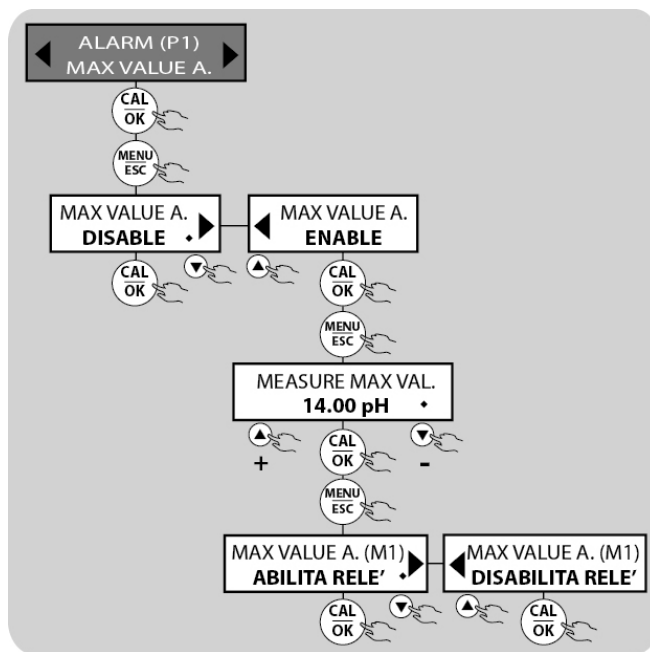 ALARM (P1)
MAX VALUE A.
CAL
OK
MENU
ESC
MAX VALUE A.
DISABLE
MAX VALUE A.
ENABLE
CAL
OK
CAL
OK
MENU
ESC
MEASURE MAX VAL.
14.00 pH
+
CAL
OK
-
MENU
ESC
MAX VALUE A. (M1)
ABILITA RELE'
MAX VALUE A. (M1)
DISABILITA RELE'
CAL
OK
CAL
OK